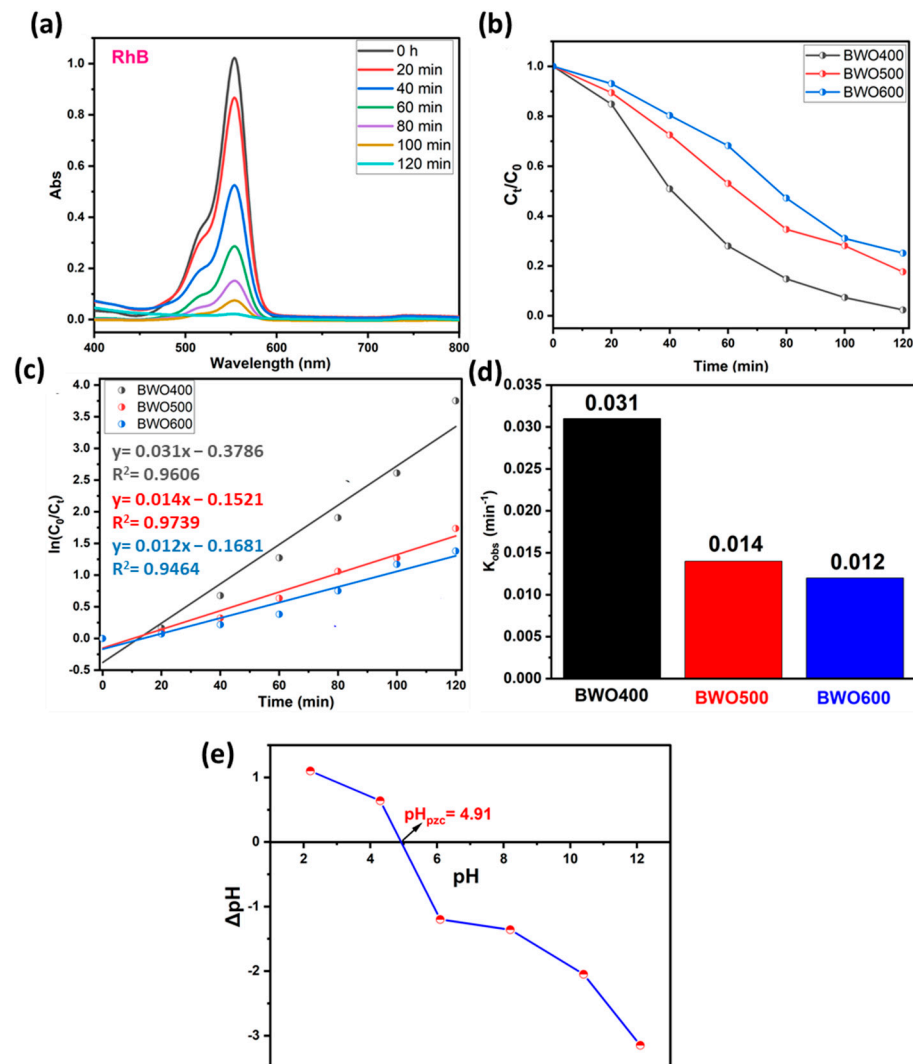 (a)
RhB
0 h
20 min
40 min
60 min
80 min
100 min
120 min
1.0
0.8
0.6
0.4
0.2
0.0
Abs
400
500
600
700
800
Wavelength (nm)
(b)
BWO400
BWO500
BWO600
1.0
0.8
0.6
0.4
0.2
0.0
Cₜ/C₀
0
20
40
60
80
100
120
Time (min)
(c)
BWO400
BWO500
BWO600
y= 0.031x – 0.3786
R²= 0.9606
y= 0.014x – 0.1521
R²= 0.9739
y= 0.012x – 0.1681
R²= 0.9464
4.0
3.5
3.0
2.5
2.0
1.5
1.0
0.5
0.0
-0.5
ln(C₀/Cₜ)
0
20
40
60
80
100
120
Time (min)
(d)
0.035
0.030
0.025
0.020
0.015
0.010
0.005
0.000
K_obs (min⁻¹)
0.031
0.014
0.012
BWO400
BWO500
BWO600
(e)
1
0
-1
-2
-3
ΔpH
pH_pzc= 4.91
2
4
6
8
10
12
pH